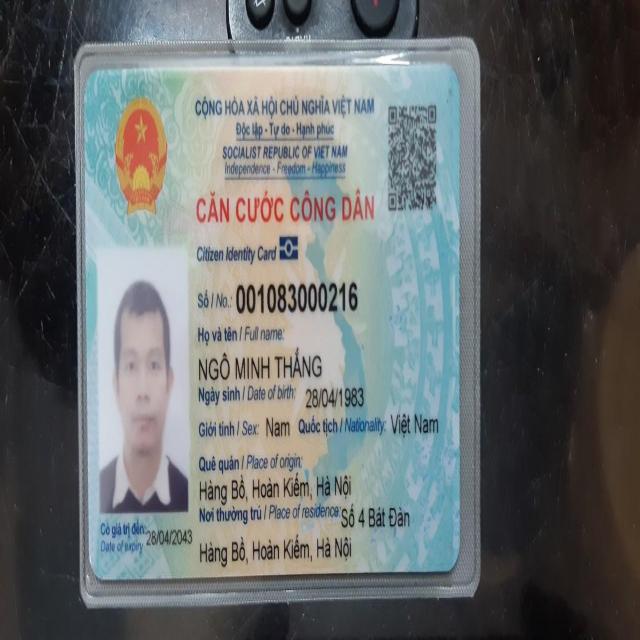 CỘNG HÒA XÃ HỘI CHỦ NGHĨA VIỆT NAM
Độc lập - Tự do - Hạnh phúc
SOCIALIST REPUBLIC OF VIET NAM
Independence - Freedom - Happiness
CĂN CƯỚC CÔNG DÂN
Citizen Identity Card
Số / No.: 001083000216
Họ và tên / Full name:
NGÔ MINH THẮNG
Ngày sinh / Date of birth: 28/04/1983
Giới tính / Sex: Nam Quốc tịch / Nationality: Việt Nam
Quê quán / Place of origin:
Hàng Bồ, Hoàn Kiếm, Hà Nội
Nơi thường trú / Place of residence: Số 4 Bát Đàn
Hàng Bồ, Hoàn Kiếm, Hà Nội
Có giá trị đến: 28/04/2043
Date of expiry